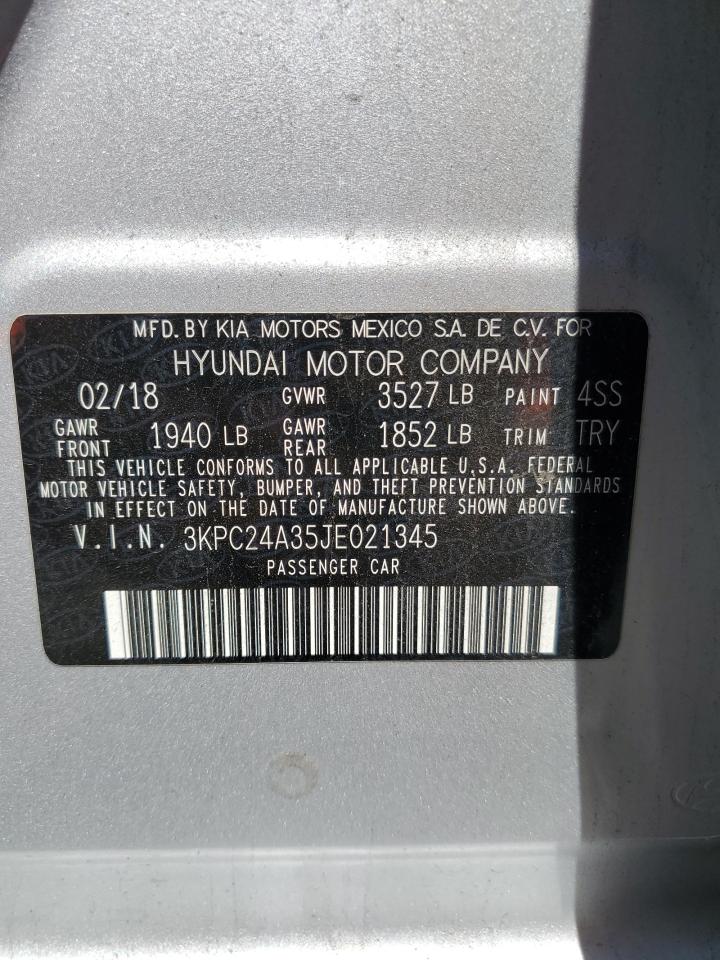 MFD. BY KIA MOTORS MEXICO S.A. DE C.V. FOR
HYUNDAI MOTOR COMPANY
02/18 GVWR 3527 LB PAINT 4SS
GAWR FRONT 1940 LB GAWR REAR 1852 LB TRIM TRY
THIS VEHICLE CONFORMS TO ALL APPLICABLE U.S.A. FEDERAL
MOTOR VEHICLE SAFETY, BUMPER, AND THEFT PREVENTION STANDARDS
IN EFFECT ON THE DATE OF MANUFACTURE SHOWN ABOVE.
V.I.N. 3KPC24A35JE021345
PASSENGER CAR